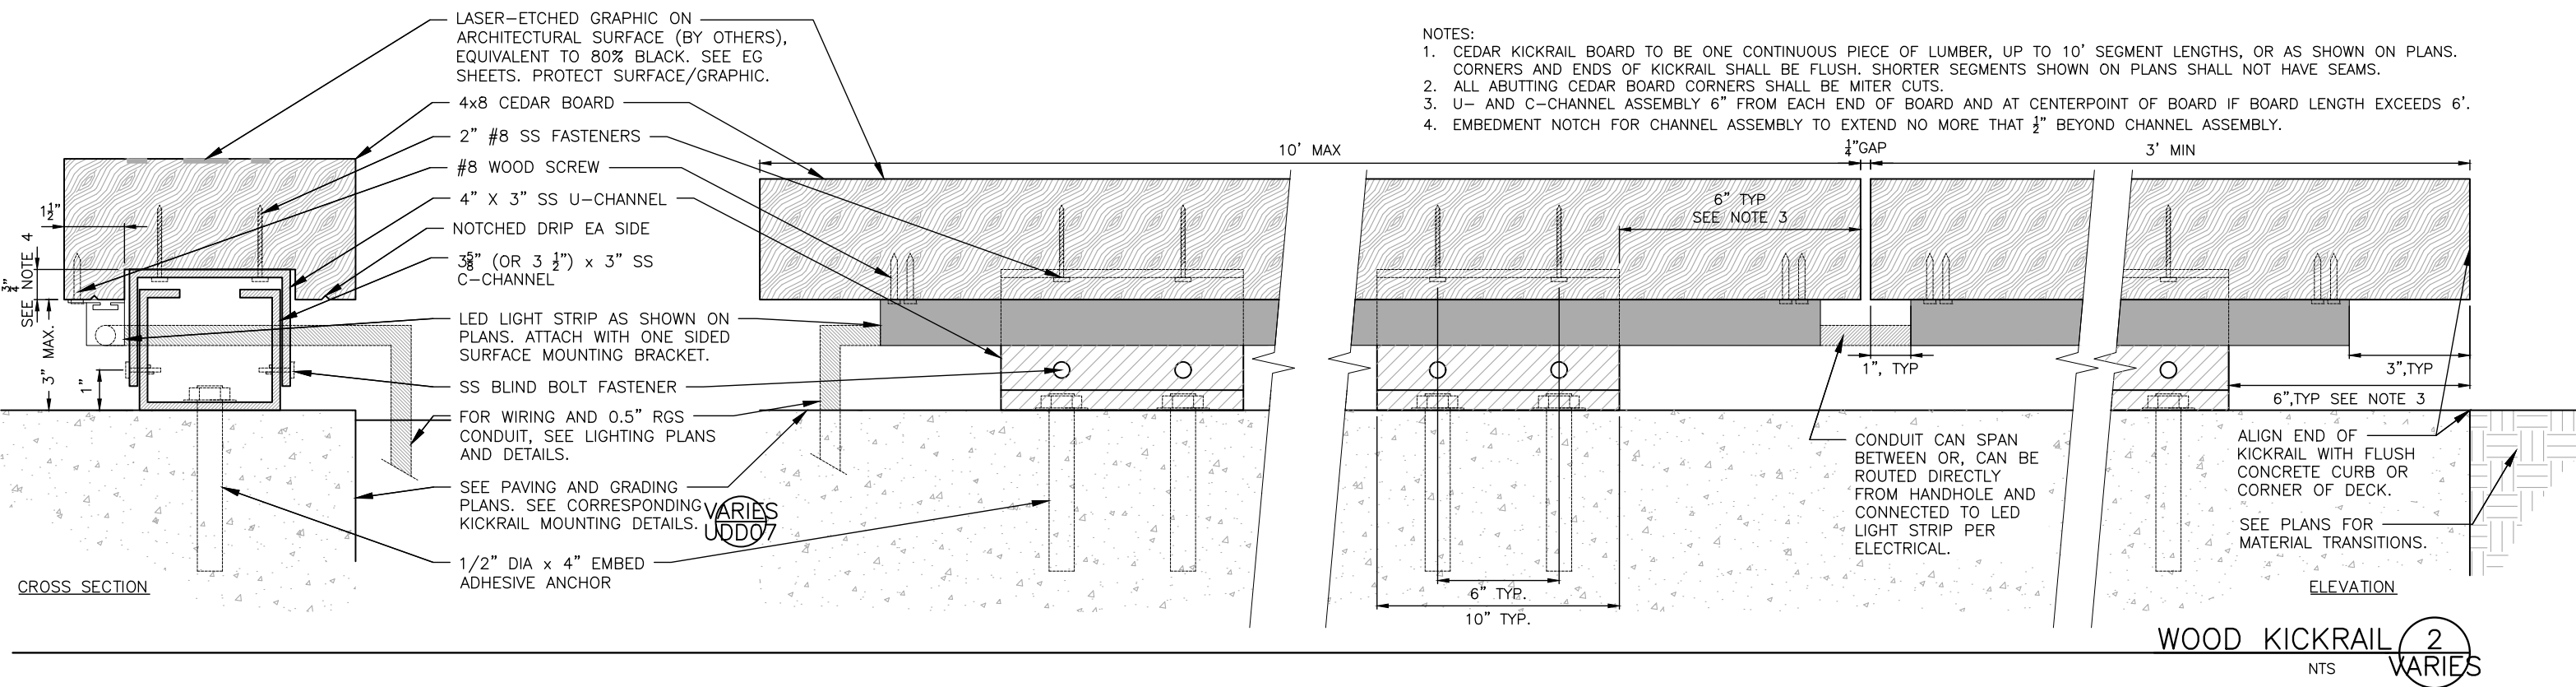 LASER-ETCHED GRAPHIC ON
ARCHITECTURAL SURFACE (BY OTHERS),
EQUIVALENT TO 80% BLACK. SEE EG
SHEETS. PROTECT SURFACE/GRAPHIC.
4x8 CEDAR BOARD
2" #8 SS FASTENERS
#8 WOOD SCREW
4" X 3" SS U-CHANNEL
NOTCHED DRIP EA SIDE
3 5/8" (OR 3 1/2") x 3" SS
C-CHANNEL
LED LIGHT STRIP AS SHOWN ON
PLANS. ATTACH WITH ONE SIDED
SURFACE MOUNTING BRACKET.
SS BLIND BOLT FASTENER
FOR WIRING AND 0.5" RGS
CONDUIT, SEE LIGHTING PLANS
AND DETAILS.
SEE PAVING AND GRADING
PLANS. SEE CORRESPONDING
KICKRAIL MOUNTING DETAILS.
VARIES
UDD07
1/2" DIA x 4" EMBED
ADHESIVE ANCHOR
1 1/2"
3/4"
SEE NOTE 4
3" MAX.
1"
CROSS SECTION
NOTES:
1. CEDAR KICKRAIL BOARD TO BE ONE CONTINUOUS PIECE OF LUMBER, UP TO 10' SEGMENT LENGTHS, OR AS SHOWN ON PLANS.
CORNERS AND ENDS OF KICKRAIL SHALL BE FLUSH. SHORTER SEGMENTS SHOWN ON PLANS SHALL NOT HAVE SEAMS.
2. ALL ABUTTING CEDAR BOARD CORNERS SHALL BE MITER CUTS.
3. U- AND C-CHANNEL ASSEMBLY 6" FROM EACH END OF BOARD AND AT CENTERPOINT OF BOARD IF BOARD LENGTH EXCEEDS 6'.
4. EMBEDMENT NOTCH FOR CHANNEL ASSEMBLY TO EXTEND NO MORE THAT 1/2" BEYOND CHANNEL ASSEMBLY.
10' MAX
1/4" GAP
3' MIN
6" TYP
SEE NOTE 3
1", TYP
3",TYP
6",TYP SEE NOTE 3
CONDUIT CAN SPAN
BETWEEN OR, CAN BE
ROUTED DIRECTLY
FROM HANDHOLE AND
CONNECTED TO LED
LIGHT STRIP PER
ELECTRICAL.
ALIGN END OF
KICKRAIL WITH FLUSH
CONCRETE CURB OR
CORNER OF DECK.
SEE PLANS FOR
MATERIAL TRANSITIONS.
6" TYP.
10" TYP.
ELEVATION
WOOD KICKRAIL
2
VARIES
NTS